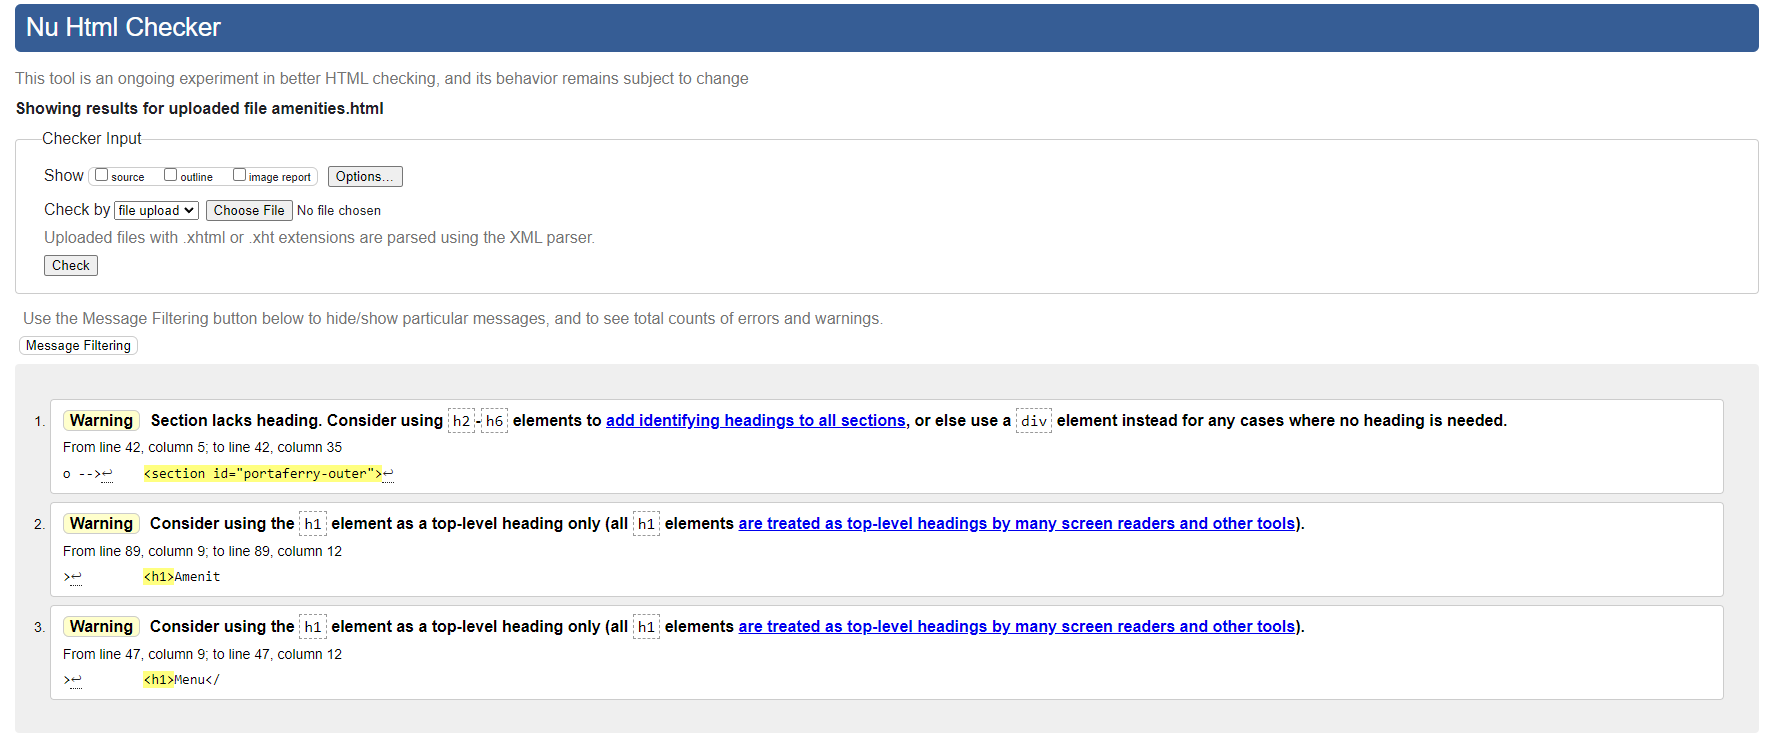 Nu Html Checker
This tool is an ongoing experiment in better HTML checking, and its behavior remains subject to change
Showing results for uploaded file amenities.html
Checker Input
Show source outline image report Options...
Check by file upload Choose File No file chosen
Uploaded files with .xhtml or .xht extensions are parsed using the XML parser.
Check
Use the Message Filtering button below to hide/show particular messages, and to see total counts of errors and warnings.
Message Filtering
1. Warning Section lacks heading. Consider using h2-h6 elements to add identifying headings to all sections, or else use a div element instead for any cases where no heading is needed.
From line 42, column 5; to line 42, column 35
o -->↩ <section id="portaferry-outer">↩
2. Warning Consider using the h1 element as a top-level heading only (all h1 elements are treated as top-level headings by many screen readers and other tools).
From line 89, column 9; to line 89, column 12
>↩ <h1>Amenit
3. Warning Consider using the h1 element as a top-level heading only (all h1 elements are treated as top-level headings by many screen readers and other tools).
From line 47, column 9; to line 47, column 12
>↩ <h1>Menu</